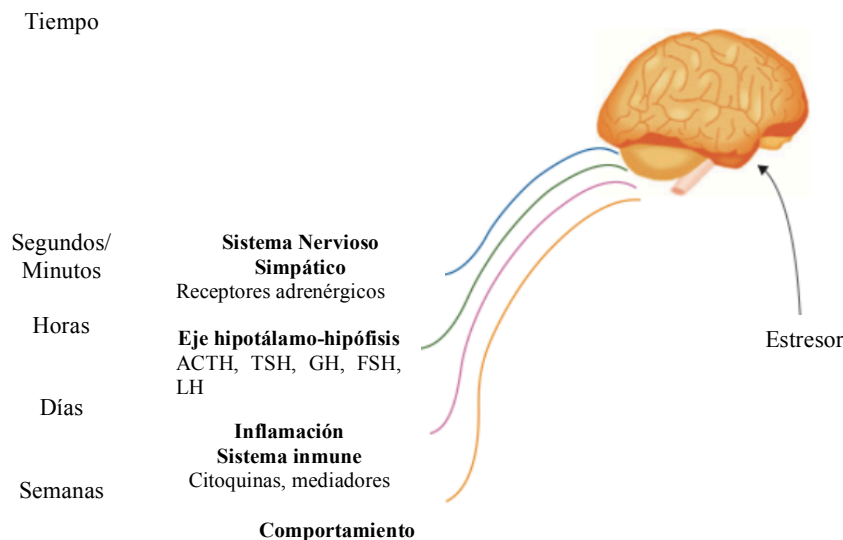 Tiempo
Segundos/
Minutos
Sistema Nervioso
Simpático
Receptores adrenérgicos
Horas
Eje hipotálamo-hipófisis
ACTH, TSH, GH, FSH,
LH
Estresor
Días
Inflamación
Sistema inmune
Citoquinas, mediadores
Semanas
Comportamiento